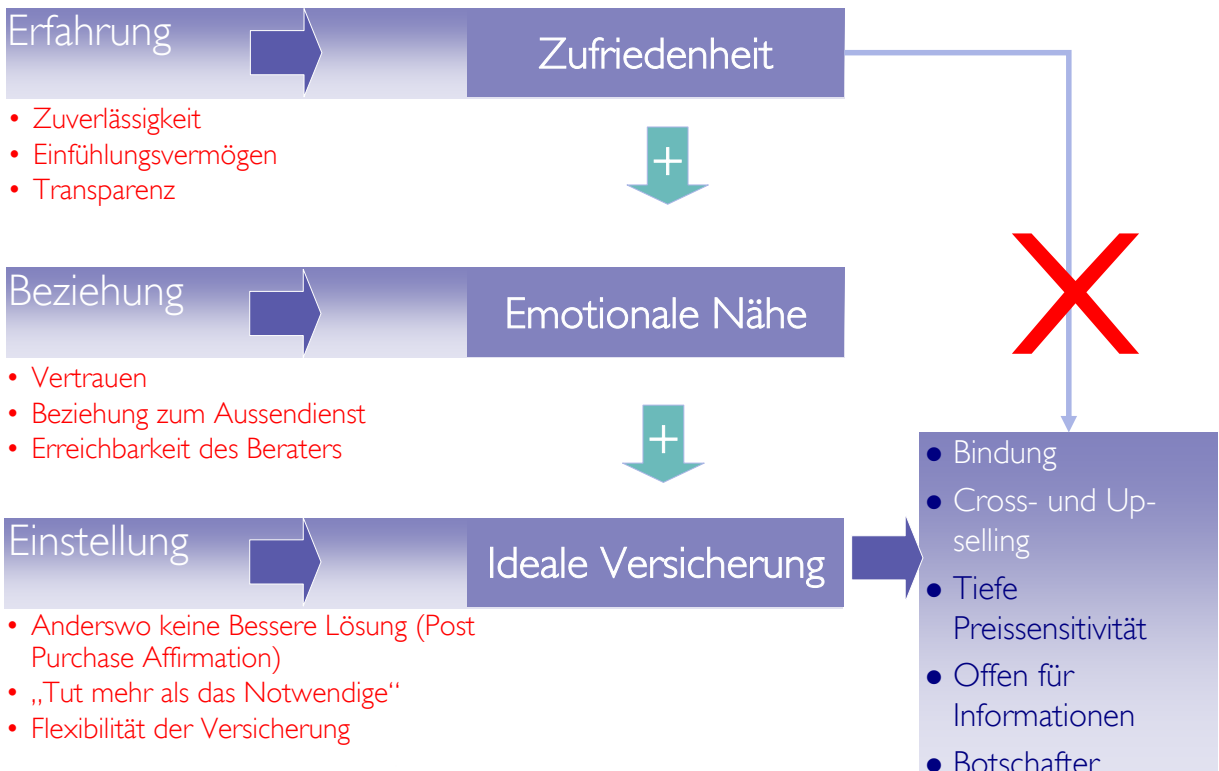 Erfahrung
Zufriedenheit
• Zuverlässigkeit
• Einfühlungsvermögen
• Transparenz
+
Beziehung
Emotionale Nähe
• Vertrauen
• Beziehung zum Aussendienst
• Erreichbarkeit des Beraters
+
Einstellung
Ideale Versicherung
• Anderswo keine Bessere Lösung (Post
Purchase Affirmation)
• „Tut mehr als das Notwendige“
• Flexibilität der Versicherung
● Bindung
● Cross- und Up-
selling
● Tiefe
Preissensitivität
● Offen für
Informationen
● Botschafter